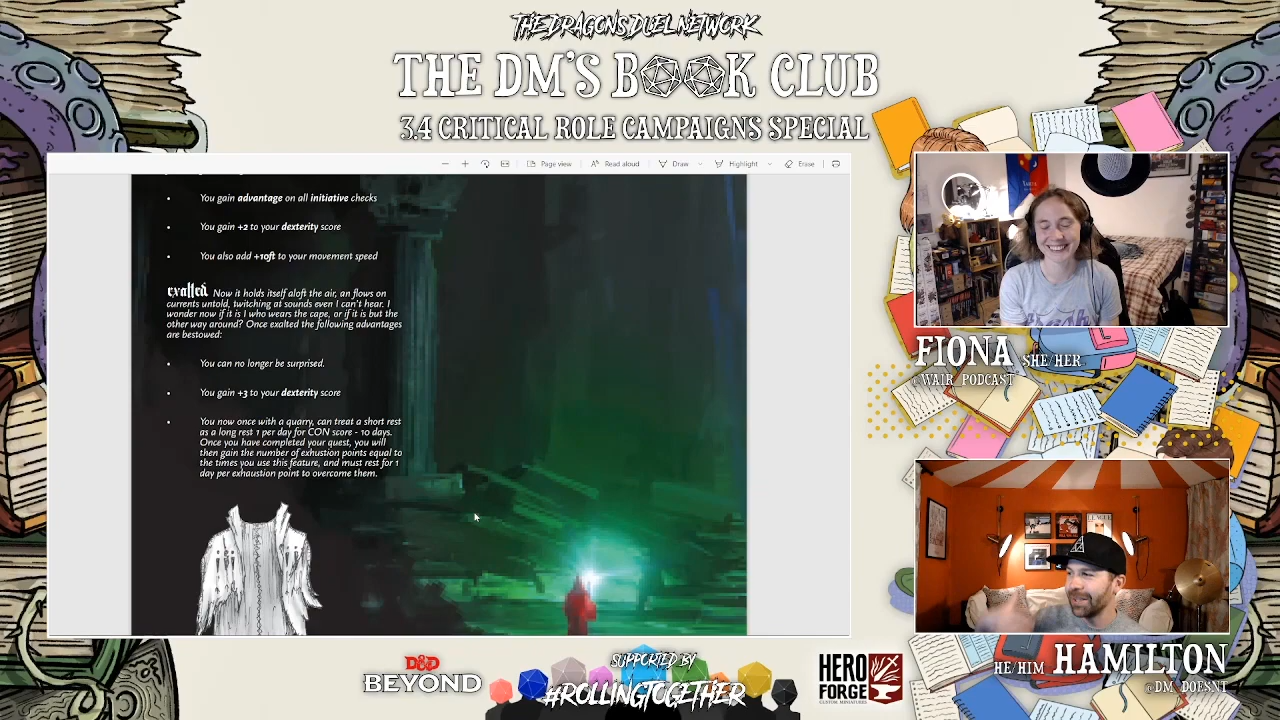 THE DRAGONS DUEL NETWORK
THE DM'S BOOK CLUB
3.4 CRITICAL ROLE CAMPAIGNS SPECIAL
Page view
Read aloud
Draw
Highlight
Erase
• You gain advantage on all initiative checks
• You gain +2 to your dexterity score
• You also add +10ft to your movement speed
exalted Now it holds itself aloft the air, an flows on
currents untold, twitching at sounds even I can't hear. I
wonder now if it is I who wears the cape, or if it is but the
other way around? Once exalted the following advantages
are bestowed:
• You can no longer be surprised.
• You gain +3 to your dexterity score
• You now once with a quarry, can treat a short rest
as a long rest 1 per day for CON score - 10 days.
Once you have completed your quest, you will
then gain the number of exhustion points equal to
the times you use this feature, and must rest for 1
day per exhaustion point to overcome them.
FIONA SHE/HER
@WAIR_PODCAST
HE/HIM HAMILTON
@DM_DOESNT
D&D
BEYOND
SUPPORTED BY
#ROLLINGTOGETHER
HERO
FORGE
CUSTOM MINIATURES